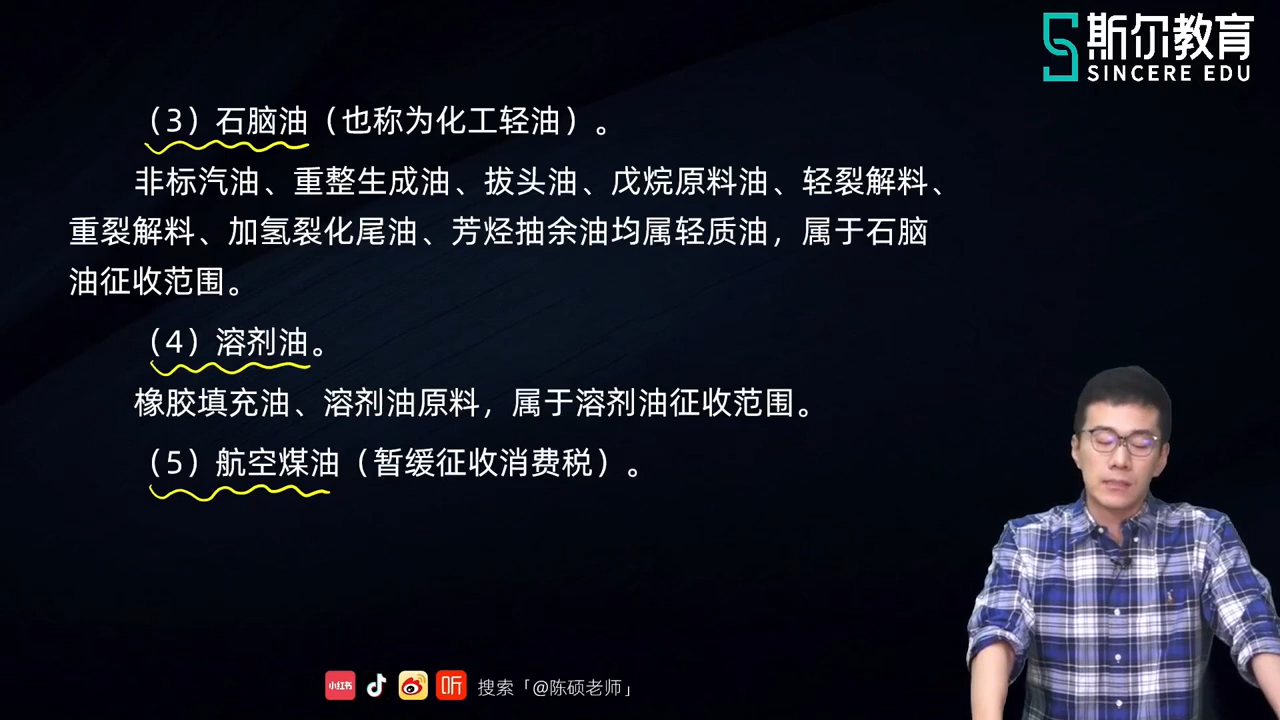 斯尔教育
SINCERE EDU
（3）石脑油（也称为化工轻油）。
非标汽油、重整生成油、拔头油、戊烷原料油、轻裂解料、
重裂解料、加氢裂化尾油、芳烃抽余油均属轻质油，属于石脑
油征收范围。
（4）溶剂油。
橡胶填充油、溶剂油原料，属于溶剂油征收范围。
（5）航空煤油（暂缓征收消费税）。
小红书 听 搜索「@陈硕老师」